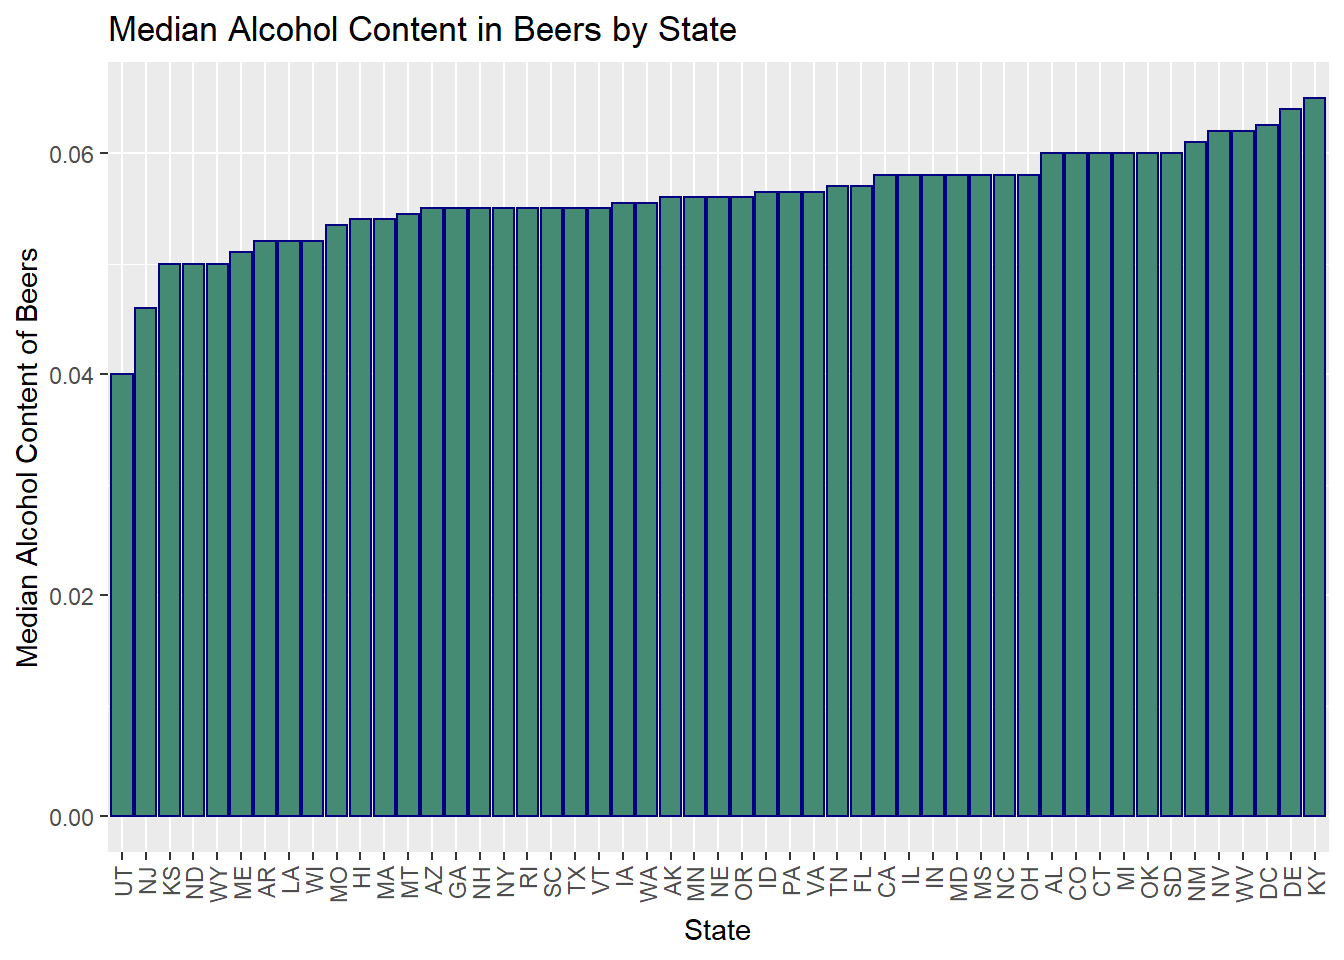 Median Alcohol Content in Beers by State
Median Alcohol Content of Beers
0.06
0.04
0.02
0.00
UT NJ KS ND WY ME AR LA WI MO HI MA MT AZ GA NH NY RI SC TX VT IA WA AK MN NE OR ID PA VA TN FL CA IL IN MD MS NC OH AL CO CT MI OK SD NM NV WV DC DE KY
State